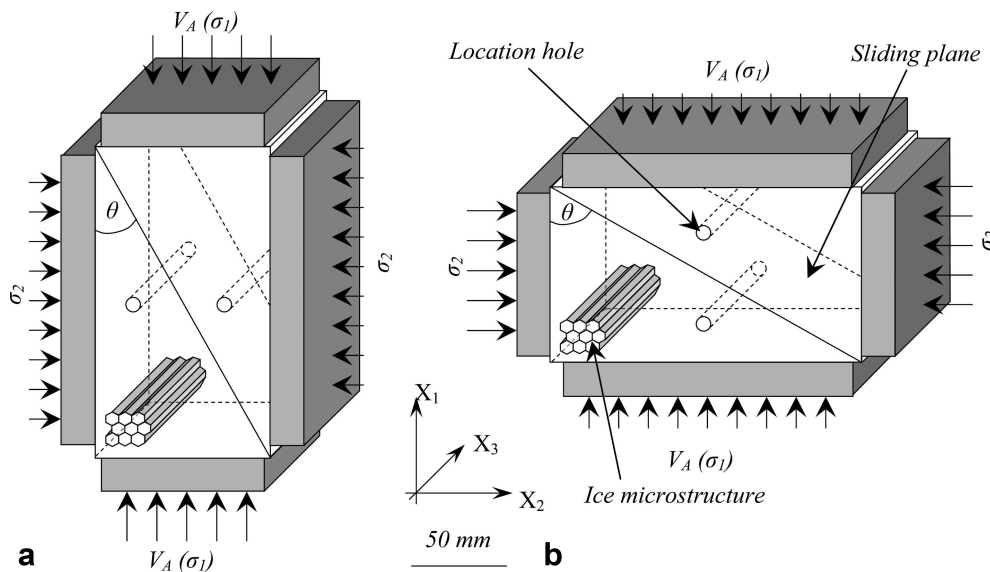 V_A (σ_1)
Location hole
Sliding plane
V_A (σ_1)
θ
θ
σ_2
σ_2
σ_2
σ_2
X_1
X_3
X_2
V_A (σ_1)
Ice microstructure
50 mm
a
V_A (σ_1)
b